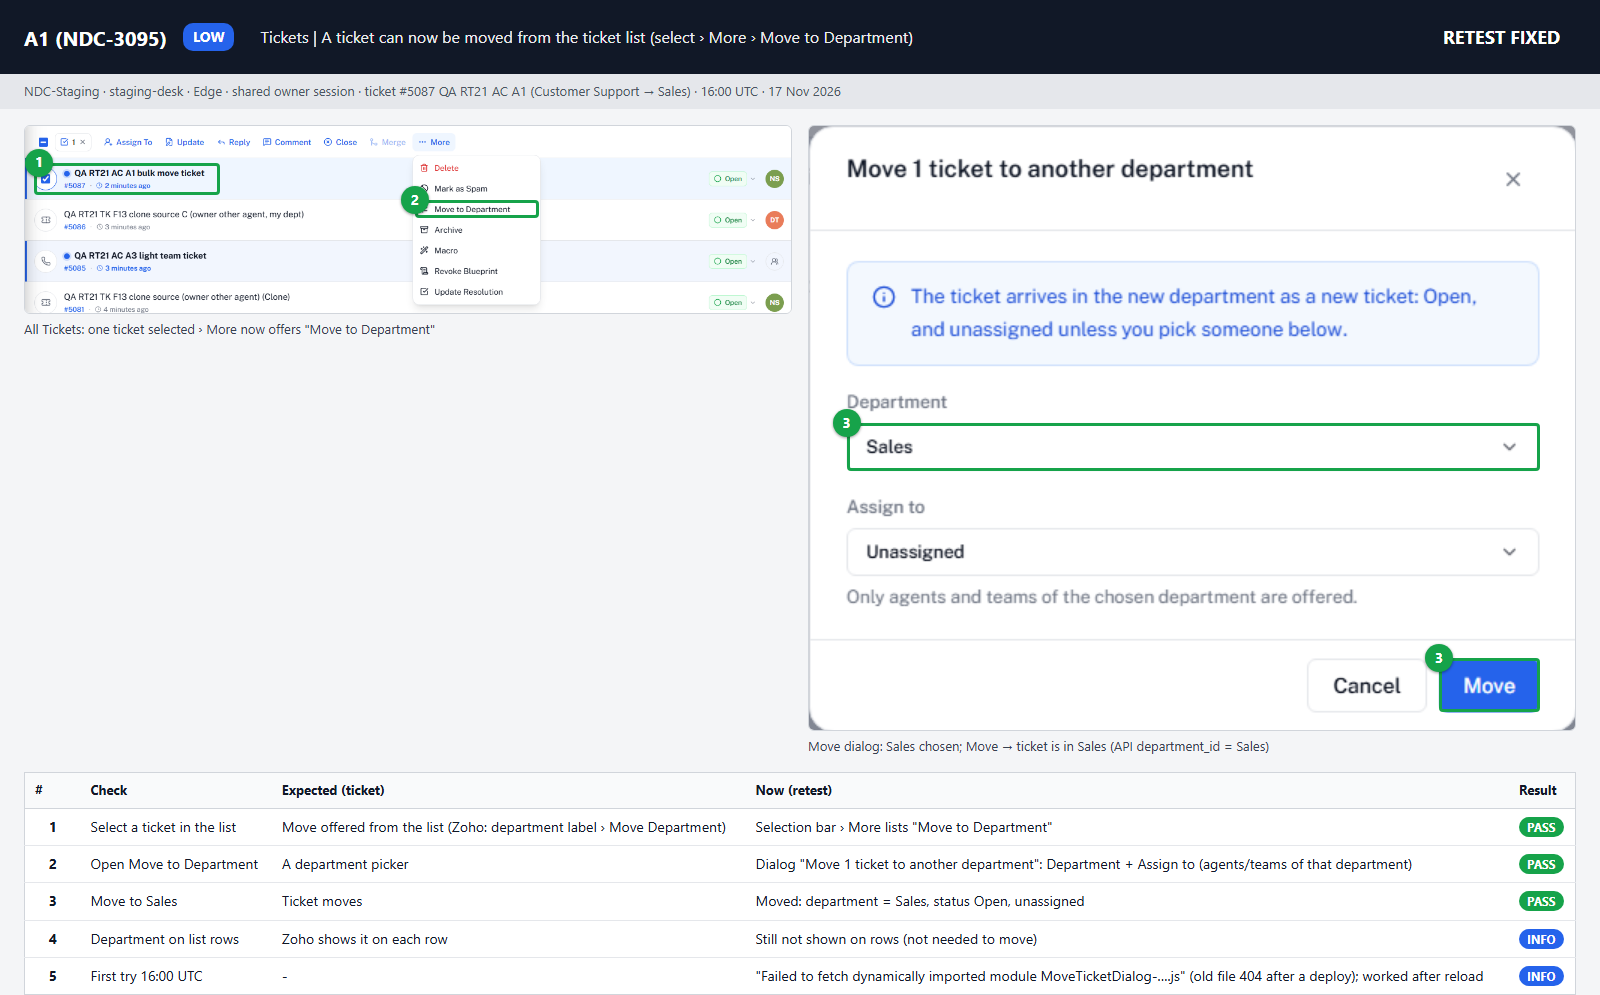 A1 (NDC-3095) LOW Tickets | A ticket can now be moved from the ticket list (select › More › Move to Department) RETEST FIXED
NDC-Staging · staging-desk · Edge · shared owner session · ticket #5087 QA RT21 AC A1 (Customer Support → Sales) · 16:00 UTC · 17 Nov 2026
1 × Assign To Update Reply Comment Close Merge ··· More
1
QA RT21 AC A1 bulk move ticket
#5087 · 2 minutes ago
Open NS
QA RT21 TK F13 clone source C (owner other agent, my dept)
#5086 3 minutes ago
Open DT
QA RT21 AC A3 light team ticket
#5085 · 3 minutes ago
Open
QA RT21 TK F13 clone source (owner other agent) (Clone)
#5081 4 minutes ago
Open NS
Delete
Mark as Spam
2
Move to Department
Archive
Macro
Revoke Blueprint
Update Resolution
All Tickets: one ticket selected › More now offers "Move to Department"
Move 1 ticket to another department
The ticket arrives in the new department as a new ticket: Open,
and unassigned unless you pick someone below.
Department
3
Sales
Assign to
Unassigned
Only agents and teams of the chosen department are offered.
3
Cancel Move
Move dialog: Sales chosen; Move → ticket is in Sales (API department_id = Sales)
# Check Expected (ticket) Now (retest) Result
1 Select a ticket in the list Move offered from the list (Zoho: department label › Move Department) Selection bar › More lists "Move to Department" PASS
2 Open Move to Department A department picker Dialog "Move 1 ticket to another department": Department + Assign to (agents/teams of that department) PASS
3 Move to Sales Ticket moves Moved: department = Sales, status Open, unassigned PASS
4 Department on list rows Zoho shows it on each row Still not shown on rows (not needed to move) INFO
5 First try 16:00 UTC - "Failed to fetch dynamically imported module MoveTicketDialog-....js" (old file 404 after a deploy); worked after reload INFO